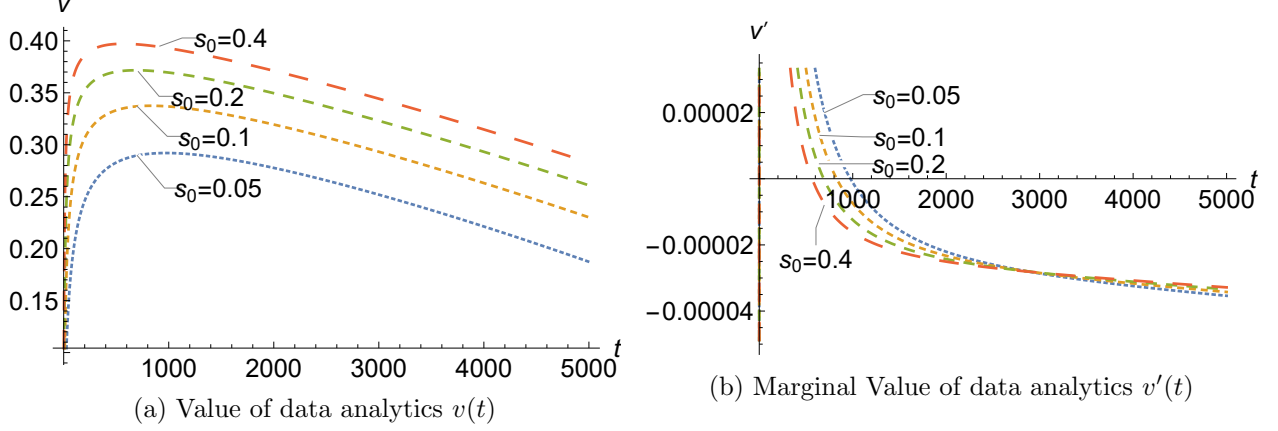 v
0.40
0.35
0.30
0.25
0.20
0.15
s₀=0.4
s₀=0.2
s₀=0.1
s₀=0.05
1000 2000 3000 4000 5000
t
(a) Value of data analytics v(t)
v′
0.00002
−0.00002
−0.00004
s₀=0.05
s₀=0.1
s₀=0.2
s₀=0.4
1000 2000 3000 4000 5000
t
(b) Marginal Value of data analytics v′(t)